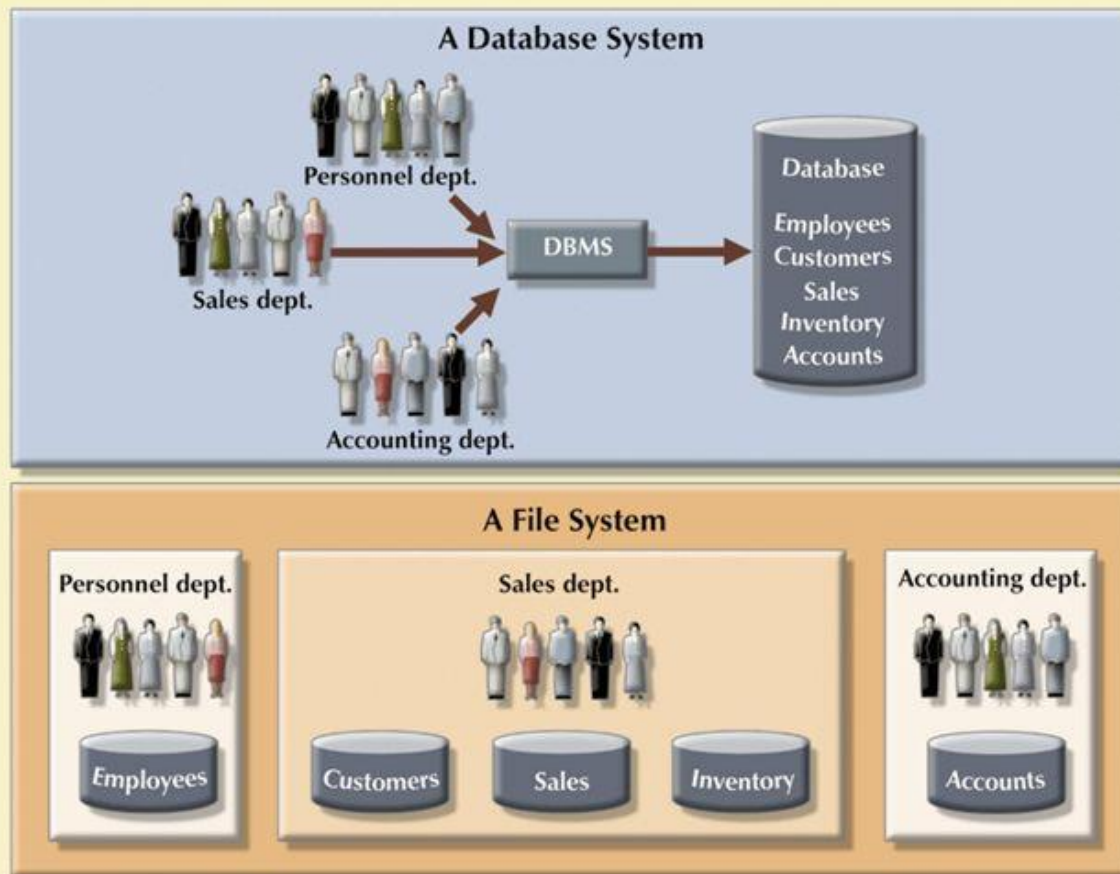 A Database System
Personnel dept.
Sales dept.
Accounting dept.
DBMS
Database
Employees
Customers
Sales
Inventory
Accounts
A File System
Personnel dept.
Employees
Sales dept.
Customers
Sales
Inventory
Accounting dept.
Accounts